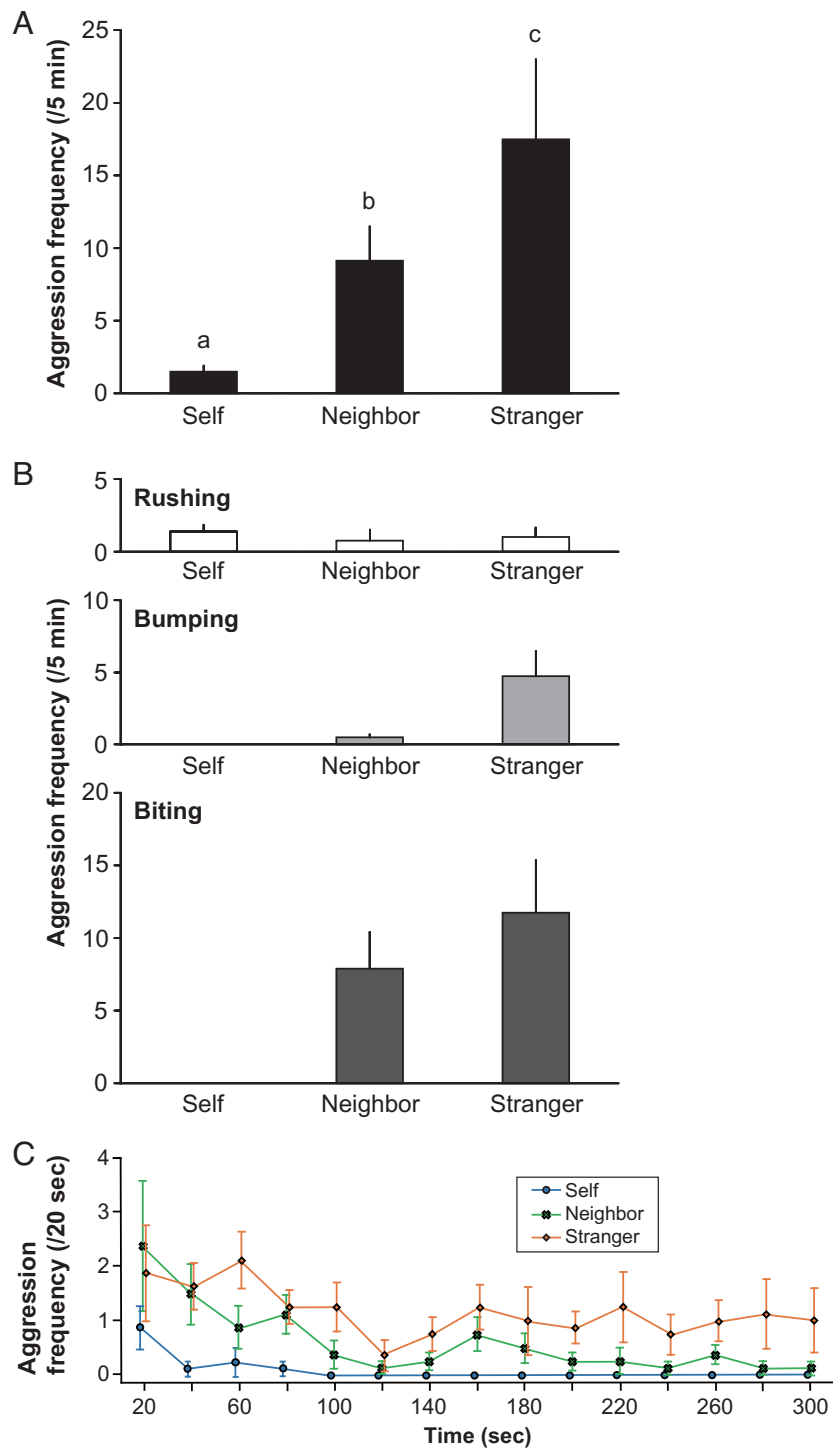 A
Aggression frequency (/5 min)
25
20
15
10
5
0
a
b
c
Self Neighbor Stranger
B
Aggression frequency (/5 min)
Rushing
5
0
Self Neighbor Stranger
Bumping
10
5
0
Self Neighbor Stranger
Biting
20
15
10
5
0
Self Neighbor Stranger
C
Aggression
frequency (/20 sec)
4
3
2
1
0
Self
Neighbor
Stranger
20 60 100 140 180 220 260 300
Time (sec)